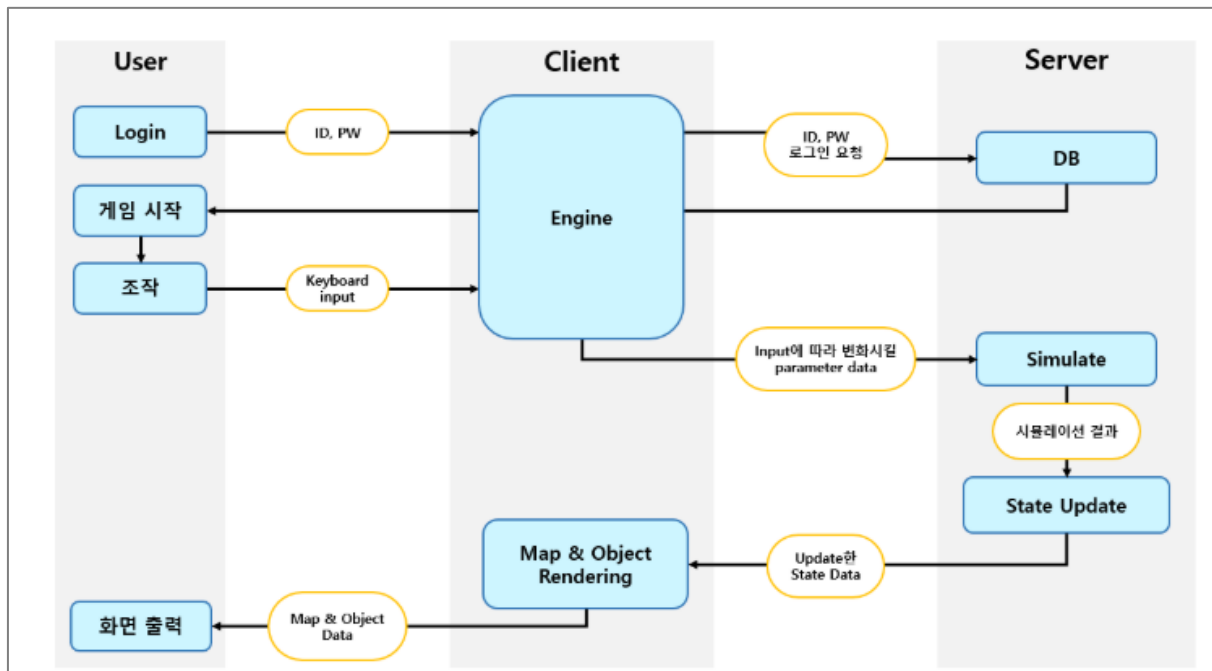 User
Client
Server
Login
ID, PW
ID, PW
로그인 요청
DB
게임 시작
Engine
조작
Keyboard
input
Input에 따라 변화시킬
parameter data
Simulate
시뮬레이션 결과
State Update
Map & Object
Rendering
Update한
State Data
화면 출력
Map & Object
Data